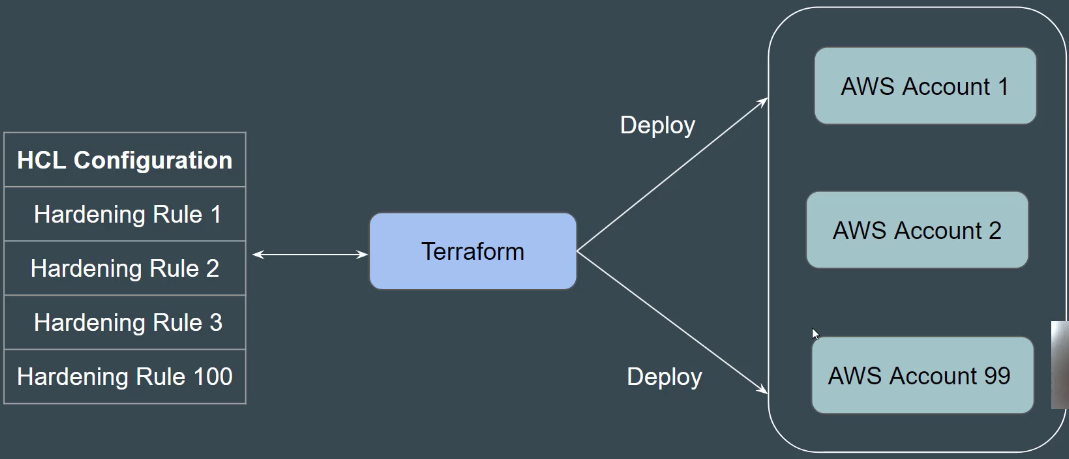 HCL Configuration
Hardening Rule 1
Hardening Rule 2
Hardening Rule 3
Hardening Rule 100
Terraform
Deploy
Deploy
AWS Account 1
AWS Account 2
AWS Account 99